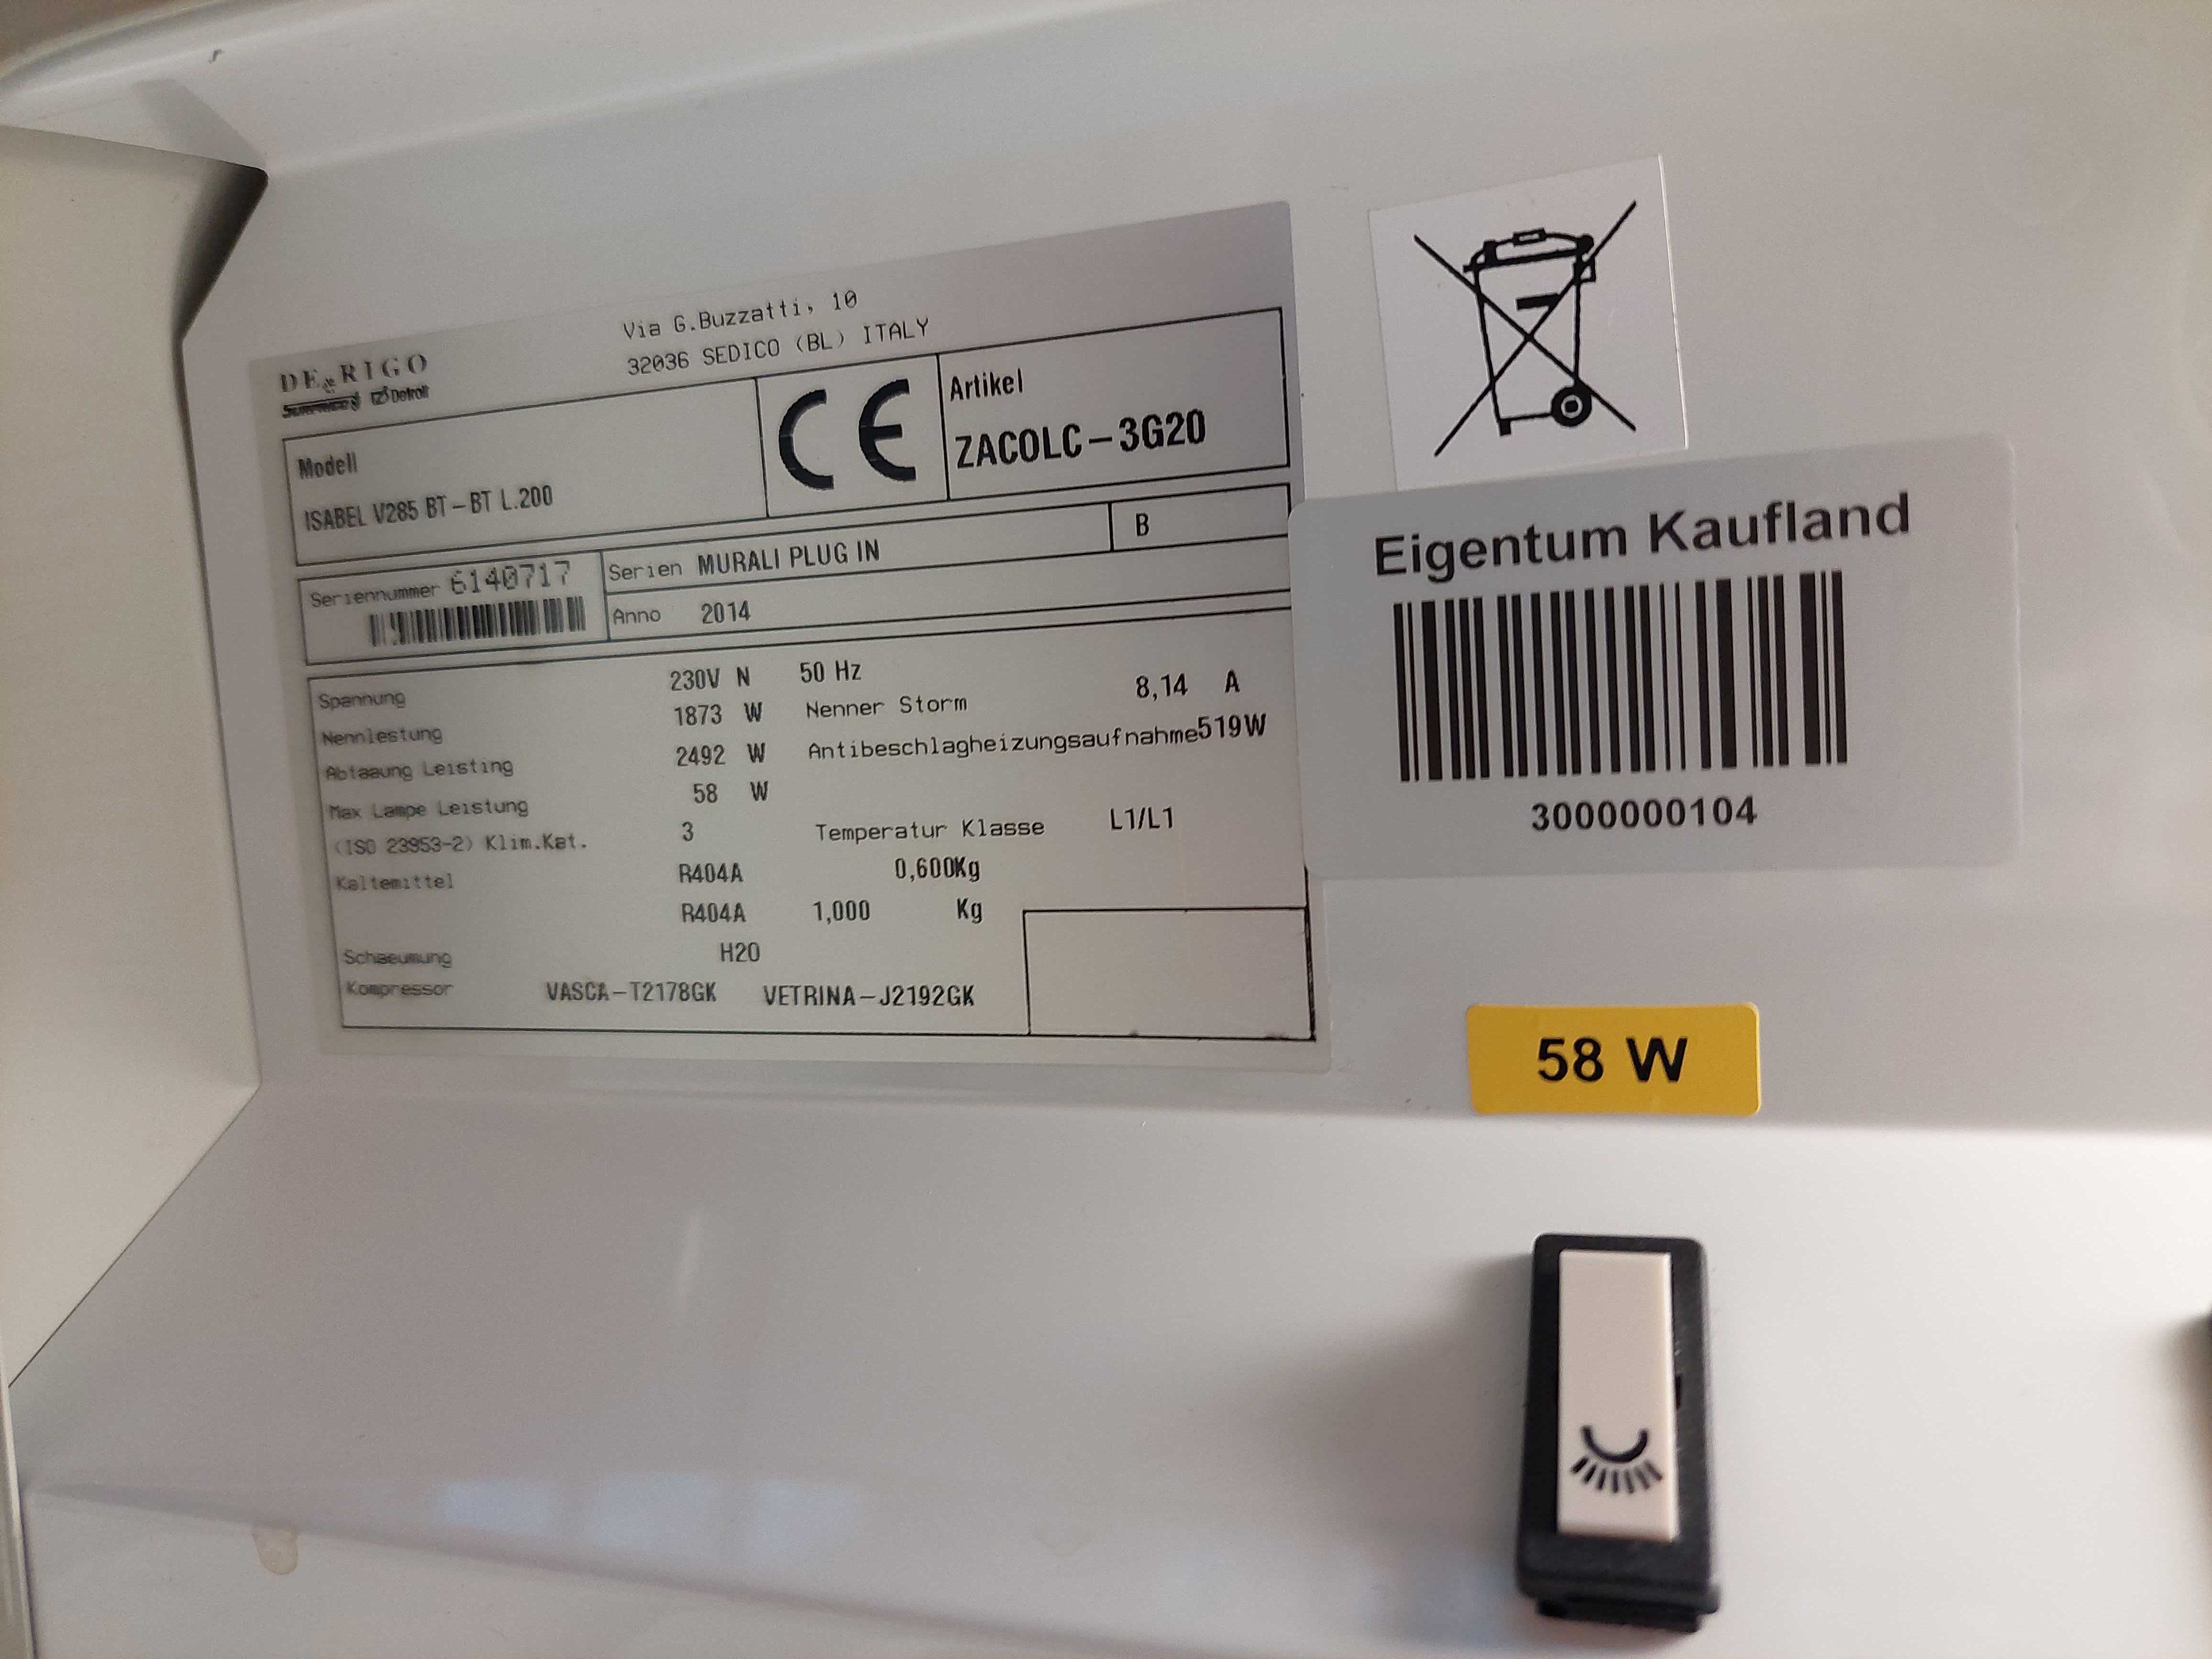 DE RIGO
Via G.Buzzatti, 10
32036 SEDICO (BL) ITALY
Detroit
Modell
ISABEL V285 BT-BT L.200
CE
Artikel
ZACOLC-3G20
Seriennummer 6140717
Serien MURALI PLUG IN
B
Anno 2014
Spannung 230V N 50 Hz
Nennlestung 1873 W Nenner Storm 8,14 A
Abtaaung Leisting 2492 W Antibeschlagheizungsaufnahme519W
Max Lampe Leistung 58 W
(ISO 23953-2) Klim.Kat. 3 Temperatur Klasse L1/L1
Kaltemittel R404A 0,600Kg
R404A 1,000 Kg
Schaeumung H20
Kompressor VASCA-T2178GK VETRINA-J2192GK
Eigentum Kaufland
3000000104
58 W